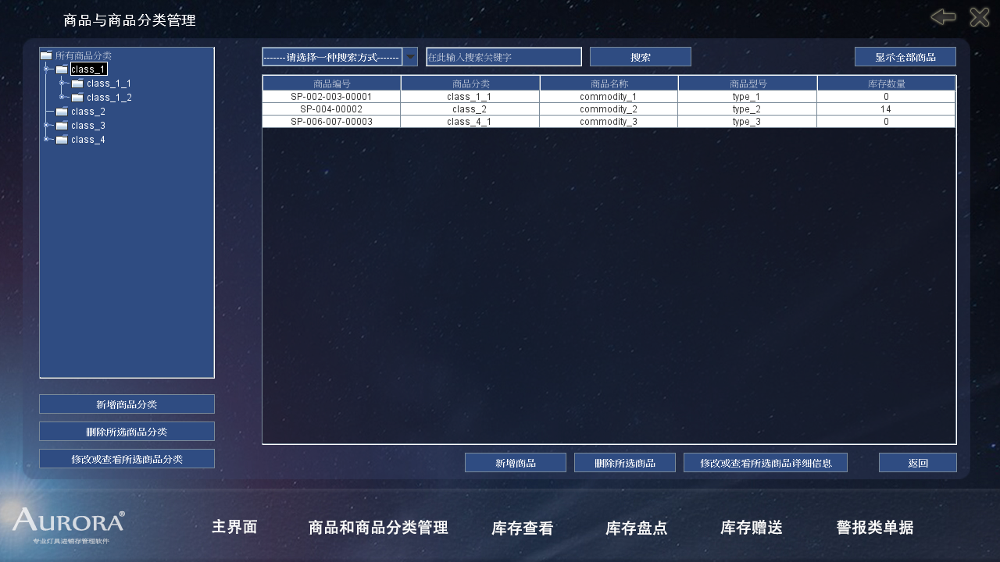 商品与商品分类管理
所有商品分类
class_1
class_1_1
class_1_2
class_2
class_3
class_4
新增商品分类
删除所选商品分类
修改或查看所选商品分类
------请选择一种搜索方式------ 在此输入搜索关键字 搜索 显示全部商品
商品编号 商品分类 商品名称 商品型号 库存数量
SP-002-003-00001 class_1_1 commodity_1 type_1 0
SP-004-00002 class_2 commodity_2 type_2 14
SP-006-007-00003 class_4_1 commodity_3 type_3 0
新增商品 删除所选商品 修改或查看所选商品详细信息 返回
AURORA®
专业灯具进销存管理软件
主界面 商品和商品分类管理 库存查看 库存盘点 库存赠送 警报类单据